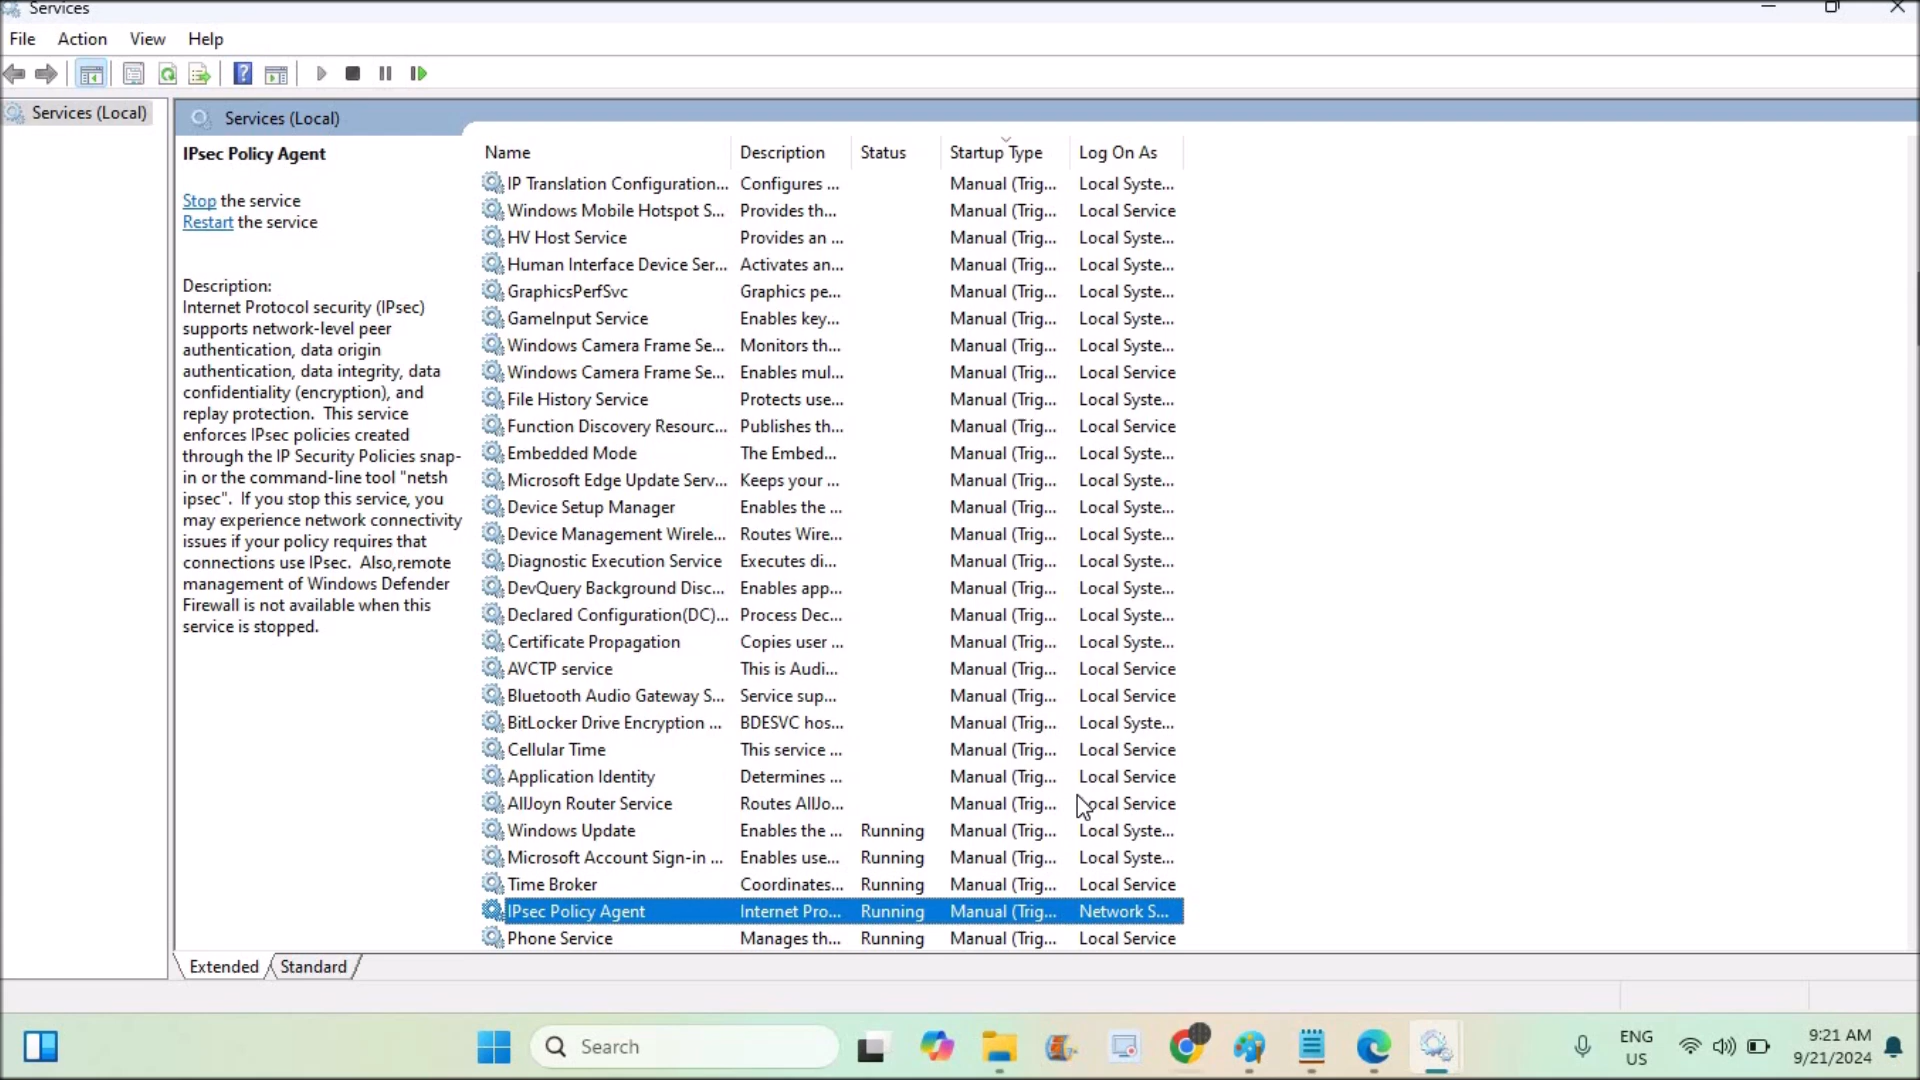 Services
File Action View Help
Services (Local)
Services (Local)
IPsec Policy Agent
Stop the service
Restart the service
Description:
Internet Protocol security (IPsec)
supports network-level peer
authentication, data origin
authentication, data integrity, data
confidentiality (encryption), and
replay protection. This service
enforces IPsec policies created
through the IP Security Policies snap-
in or the command-line tool "netsh
ipsec". If you stop this service, you
may experience network connectivity
issues if your policy requires that
connections use IPsec. Also,remote
management of Windows Defender
Firewall is not available when this
service is stopped.
Name Description Status Startup Type Log On As
IP Translation Configuration... Configures ... Manual (Trig... Local Syste...
Windows Mobile Hotspot S... Provides th... Manual (Trig... Local Service
HV Host Service Provides an ... Manual (Trig... Local Syste...
Human Interface Device Ser... Activates an... Manual (Trig... Local Syste...
GraphicsPerfSvc Graphics pe... Manual (Trig... Local Syste...
GameInput Service Enables key... Manual (Trig... Local Syste...
Windows Camera Frame Se... Monitors th... Manual (Trig... Local Syste...
Windows Camera Frame Se... Enables mul... Manual (Trig... Local Service
File History Service Protects use... Manual (Trig... Local Syste...
Function Discovery Resourc... Publishes th... Manual (Trig... Local Service
Embedded Mode The Embed... Manual (Trig... Local Syste...
Microsoft Edge Update Serv... Keeps your ... Manual (Trig... Local Syste...
Device Setup Manager Enables the ... Manual (Trig... Local Syste...
Device Management Wirele... Routes Wire... Manual (Trig... Local Syste...
Diagnostic Execution Service Executes di... Manual (Trig... Local Syste...
DevQuery Background Disc... Enables app... Manual (Trig... Local Syste...
Declared Configuration(DC)... Process Dec... Manual (Trig... Local Syste...
Certificate Propagation Copies user ... Manual (Trig... Local Syste...
AVCTP service This is Audi... Manual (Trig... Local Service
Bluetooth Audio Gateway S... Service sup... Manual (Trig... Local Service
BitLocker Drive Encryption ... BDESVC hos... Manual (Trig... Local Syste...
Cellular Time This service ... Manual (Trig... Local Service
Application Identity Determines ... Manual (Trig... Local Service
AllJoyn Router Service Routes AllJo... Manual (Trig... Local Service
Windows Update Enables the ... Running Manual (Trig... Local Syste...
Microsoft Account Sign-in ... Enables use... Running Manual (Trig... Local Syste...
Time Broker Coordinates... Running Manual (Trig... Local Service
IPsec Policy Agent Internet Pro... Running Manual (Trig... Network S...
Phone Service Manages th... Running Manual (Trig... Local Service
Extended Standard
Search
ENG
US
9:21 AM
9/21/2024